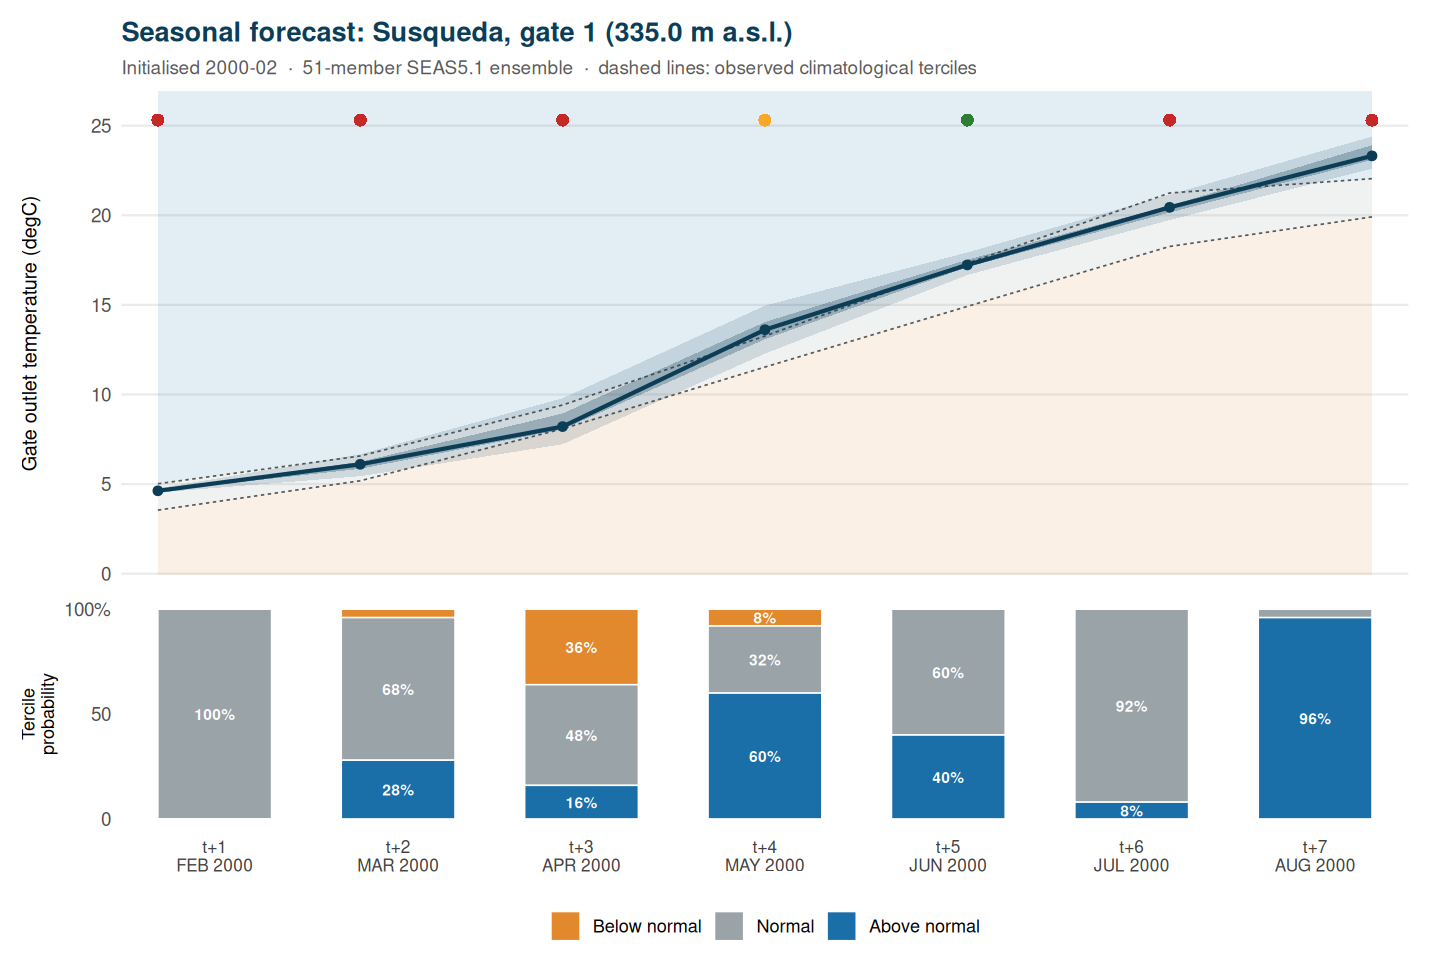 Seasonal forecast: Susqueda, gate 1 (335.0 m a.s.l.)
Initialised 2000-02 · 51-member SEAS5.1 ensemble · dashed lines: observed climatological terciles
Gate outlet temperature (degC)
25
20
15
10
5
0
Tercile
probability
100%
50
0
100%
68%
28%
36%
48%
16%
8%
32%
60%
60%
40%
92%
8%
96%
t+1 t+2 t+3 t+4 t+5 t+6 t+7
FEB 2000 MAR 2000 APR 2000 MAY 2000 JUN 2000 JUL 2000 AUG 2000
Below normal Normal Above normal